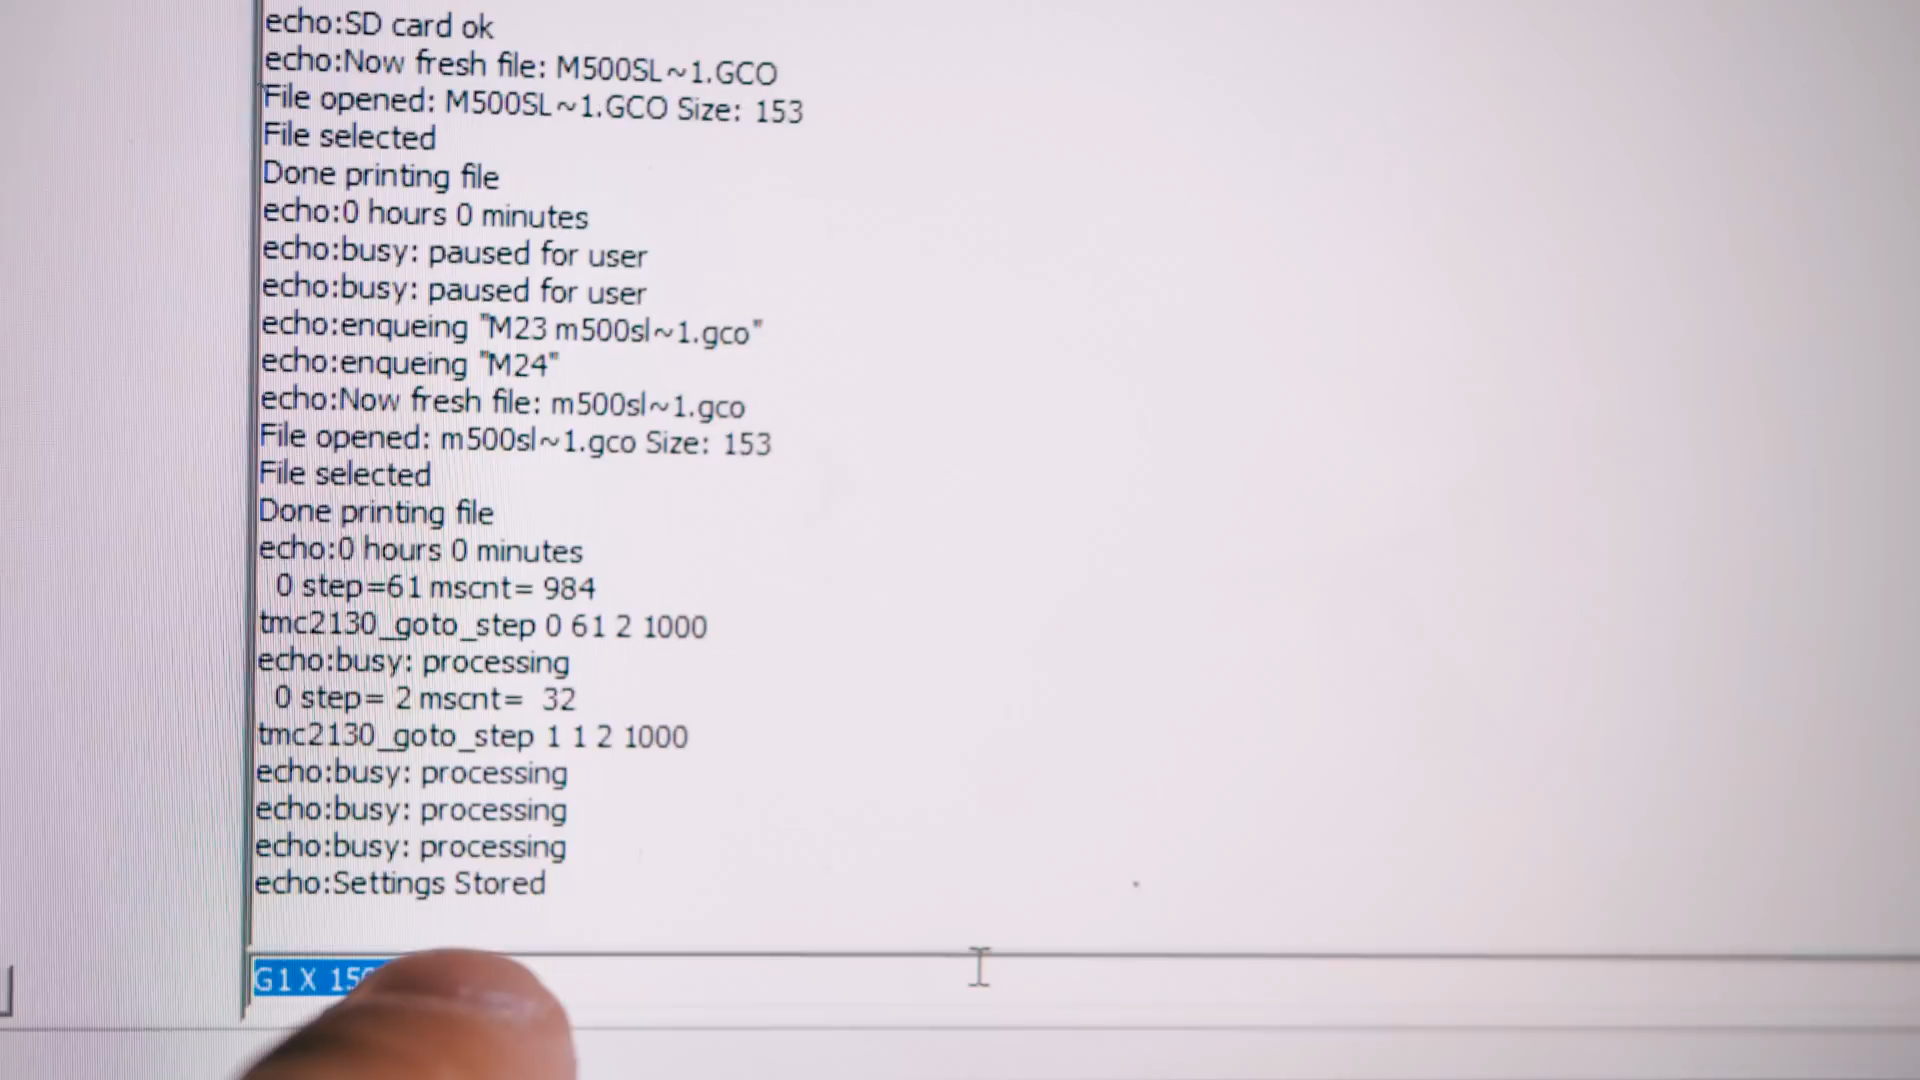 echo:SD card ok
echo:Now fresh file: M500SL~1.GCO
File opened: M500SL~1.GCO Size: 153
File selected
Done printing file
echo:0 hours 0 minutes
echo:busy: paused for user
echo:busy: paused for user
echo:enqueing "M23 m500sl~1.gco"
echo:enqueing "M24"
echo:Now fresh file: m500sl~1.gco
File opened: m500sl~1.gco Size: 153
File selected
Done printing file
echo:0 hours 0 minutes
0 step=61 mscnt= 984
tmc2130_goto_step 0 61 2 1000
echo:busy: processing
0 step= 2 mscnt=  32
tmc2130_goto_step 1 1 2 1000
echo:busy: processing
echo:busy: processing
echo:busy: processing
echo:Settings Stored
G1 X